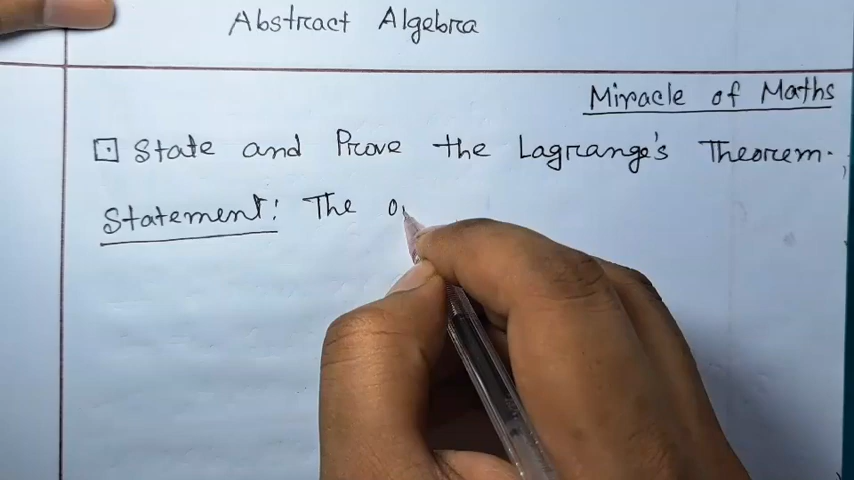 Abstract Algebra
Miracle of Maths
State and Prove the Lagrange's Theorem.
Statement: The